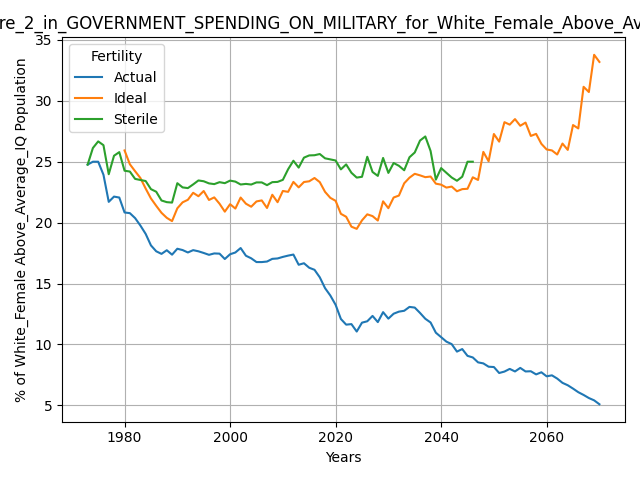 re_2_in_GOVERNMENT_SPENDING_ON_MILITARY_for_White_Female_Above_Av
% of White_Female Above_Average_IQ Population
35
30
25
20
15
10
5
Fertility
Actual
Ideal
Sterile
1980
2000
2020
2040
2060
Years